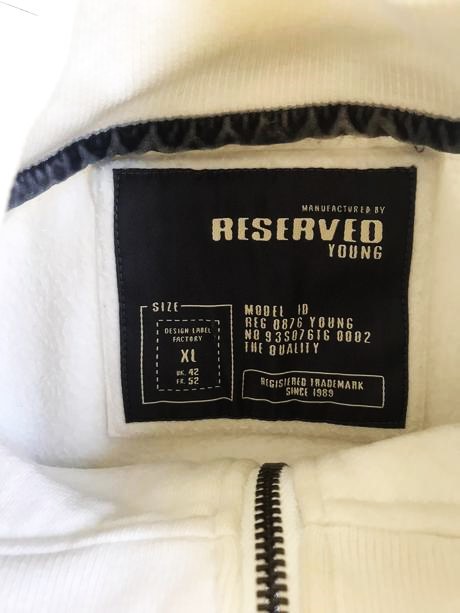 MANUFACTURED BY
RESERVED
YOUNG
SIZE
DESIGN LABEL
FACTORY
XL
UK. 42
FR. 52
MODEL ID
REG 0876 YOUNG
NO 93S07616 0002
THE QUALITY
REGISTERED TRADEMARK
SINCE 1989